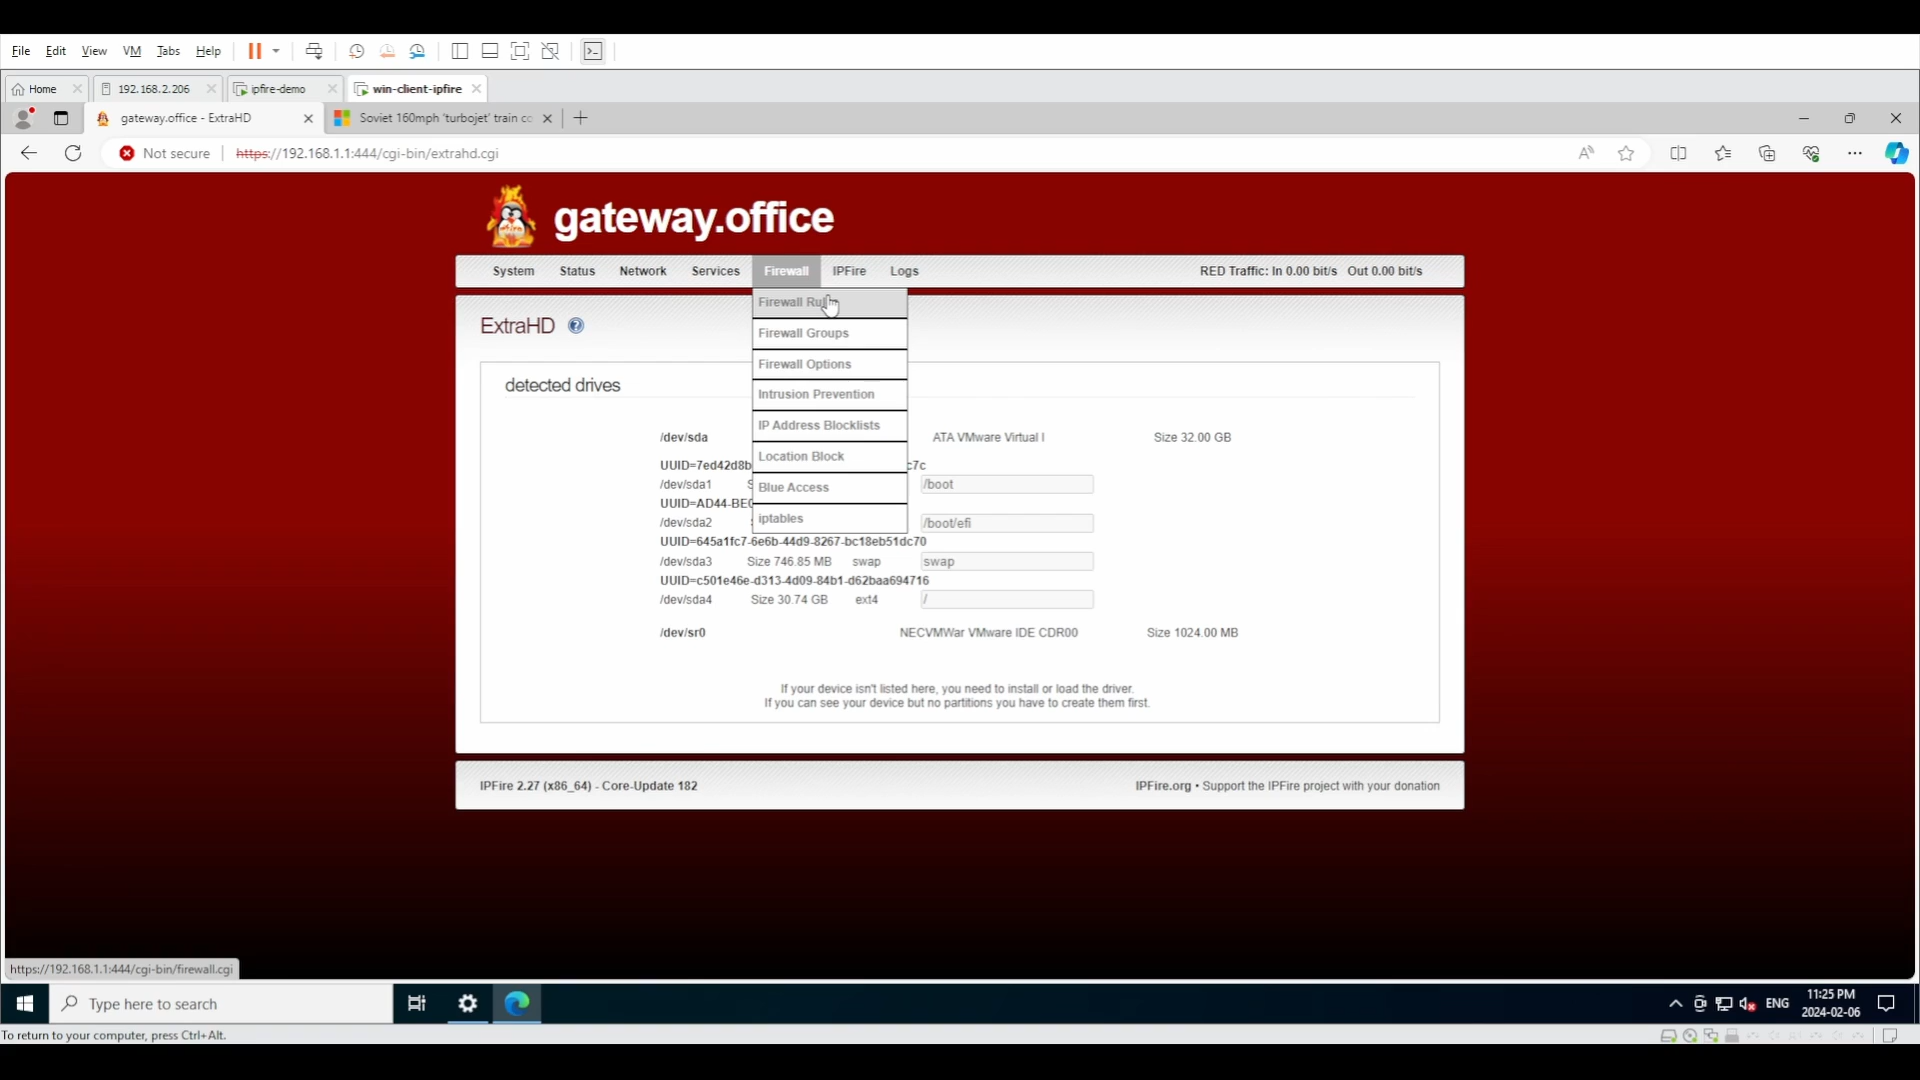 File Edit View VM Tabs Help
Home 192.168.2.206 ipfire-demo win-client-ipfire
gateway.office - ExtraHD Soviet 160mph 'turbojet' train co
Not secure https://192.168.1.1:444/cgi-bin/extrahd.cgi
gateway.office
System Status Network Services Firewall IPFire Logs RED Traffic: In 0.00 bit/s Out 0.00 bit/s
Firewall
Firewall Groups
Firewall Options
Intrusion Prevention
IP Address Blocklists
Location Block
Blue Access
iptables
ExtraHD
detected drives
/dev/sda ATA VMware Virtual I Size 32.00 GB
UUID=7ed42d8b c7c
/dev/sda1 /boot
/dev/sda2 /boot/efi
UUID=645a1fc7-6e6b-44d9-8267-bc18eb51dc70
/dev/sda3 Size 746.85 MB swap swap
UUID=c501e46e-d313-4d09-84b1-d62baa694716
/dev/sda4 Size 30.74 GB ext4 /
/dev/sr0 NECVMWar VMware IDE CDR00 Size 1024.00 MB
If your device isn't listed here, you need to install or load the driver.
If you can see your device but no partitions you have to create them first.
IPFire 2.27 (x86_64) - Core-Update 182 IPFire.org • Support the IPFire project with your donation
https://192.168.1.1:444/cgi-bin/firewall.cgi
Type here to search ENG 11:25 PM
2024-02-06
To return to your computer, press Ctrl+Alt.